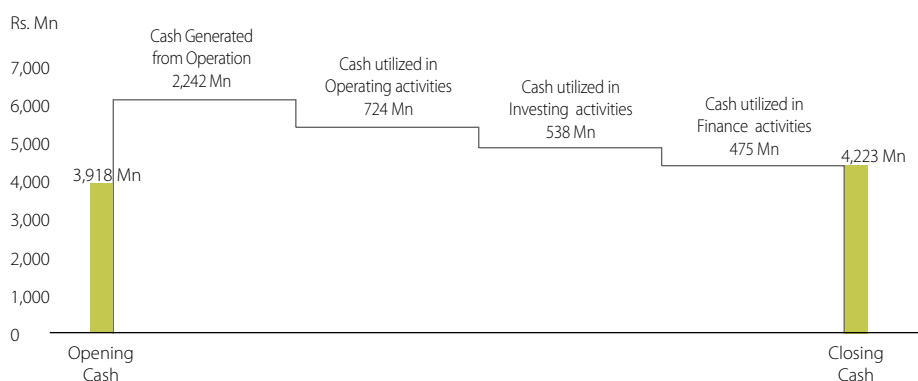 Rs. Mn
7,000
6,000
5,000
4,000
3,000
2,000
1,000
0
Cash Generated
from Operation
2,242 Mn
Cash utilized in
Operating activities
724 Mn
Cash utilized in
Investing activities
538 Mn
Cash utilized in
Finance activities
475 Mn
3,918 Mn
4,223 Mn
Opening
Cash
Closing
Cash